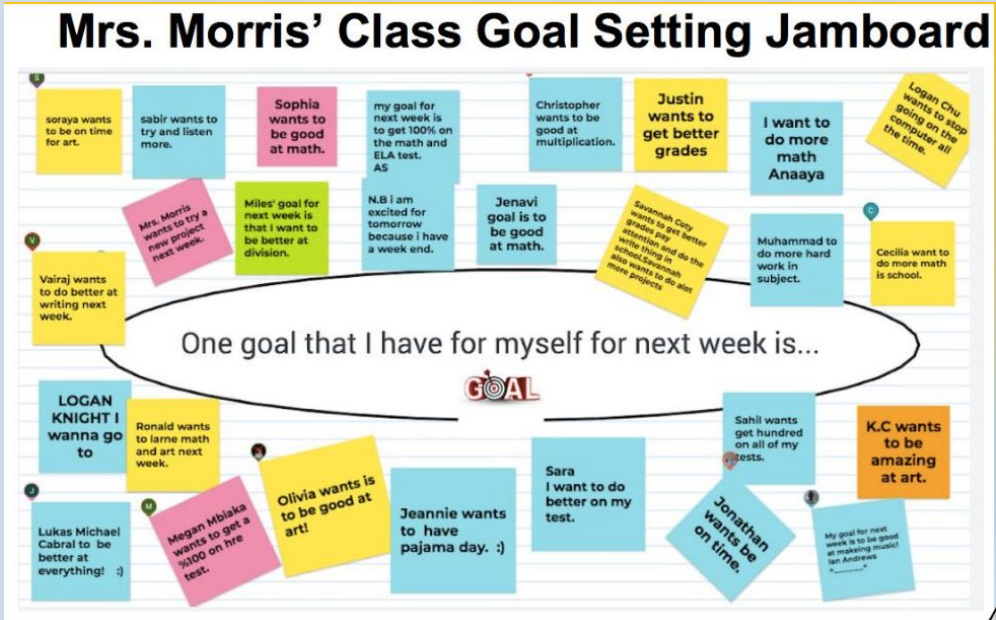 Mrs. Morris’ Class Goal Setting Jamboard
S
soraya wants
to be on time
for art.
sabir wants to
try and listen
more.
Sophia
wants to
be good
at math.
my goal for
next week is
to get 100% on
the math and
ELA test.
AS
Christopher
wants to be
good at
multiplication.
Justin
wants to
get better
grades
I want to
do more
math
Anaaya
Logan Chu
wants to stop
going on the
computer all
the time.
V
Vairaj wants
to do better at
writing next
week.
Mrs. Morris
wants to try a
new project
next week.
Miles' goal for
next week is
that I want to
be better at
division.
N.B i am
excited for
tomorrow
because i have
a week end.
Jenavi
goal is to
be good
at math.
Savannah Coty
wants to get better
grades pay
attention and do the
write thing in
school.Savannah
also wants to do alot
more projects
Muhammad to
do more hard
work in
subject.
C
Cecilia want to
do more math
is school.
One goal that I have for myself for next week is...
GOAL
LOGAN
KNIGHT I
wanna go
to
Ronald wants
to larne math
and art next
week.
J
Lukas Michael
Cabral to be
better at
everything! :)
M
Megan Mbiaka
wants to get a
%100 on hre
test.
Olivia wants is
to be good at
art!
Jeannie wants
to have
pajama day. :)
Sara
I want to do
better on my
test.
Sahil wants
get hundred
on all of my
tests.
Jonathan
wants be
on time.
K.C wants
to be
amazing
at art.
My goal for next
week is to be good
at makeing music!
Ian Andrews